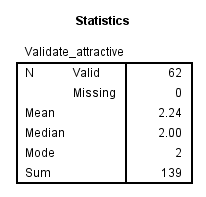 Statistics
Validate_attractive
N Valid 62
Missing 0
Mean 2.24
Median 2.00
Mode 2
Sum 139